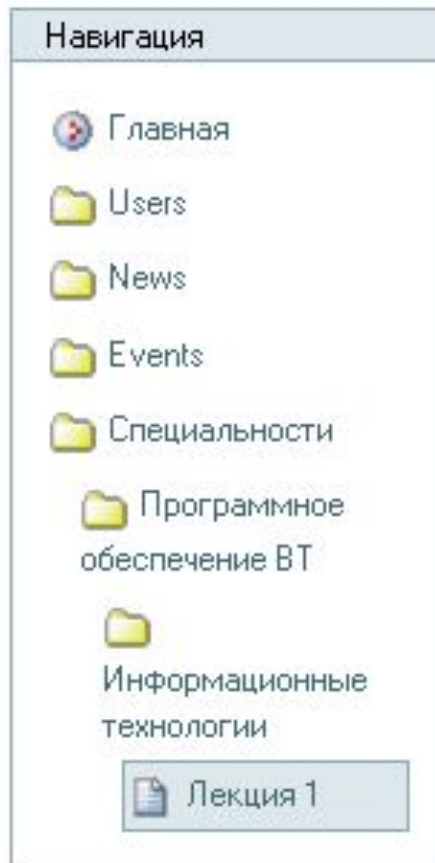 Навигация
Главная
Users
News
Events
Специальности
Программное
обеспечение ВТ
Информационные
технологии
Лекция 1